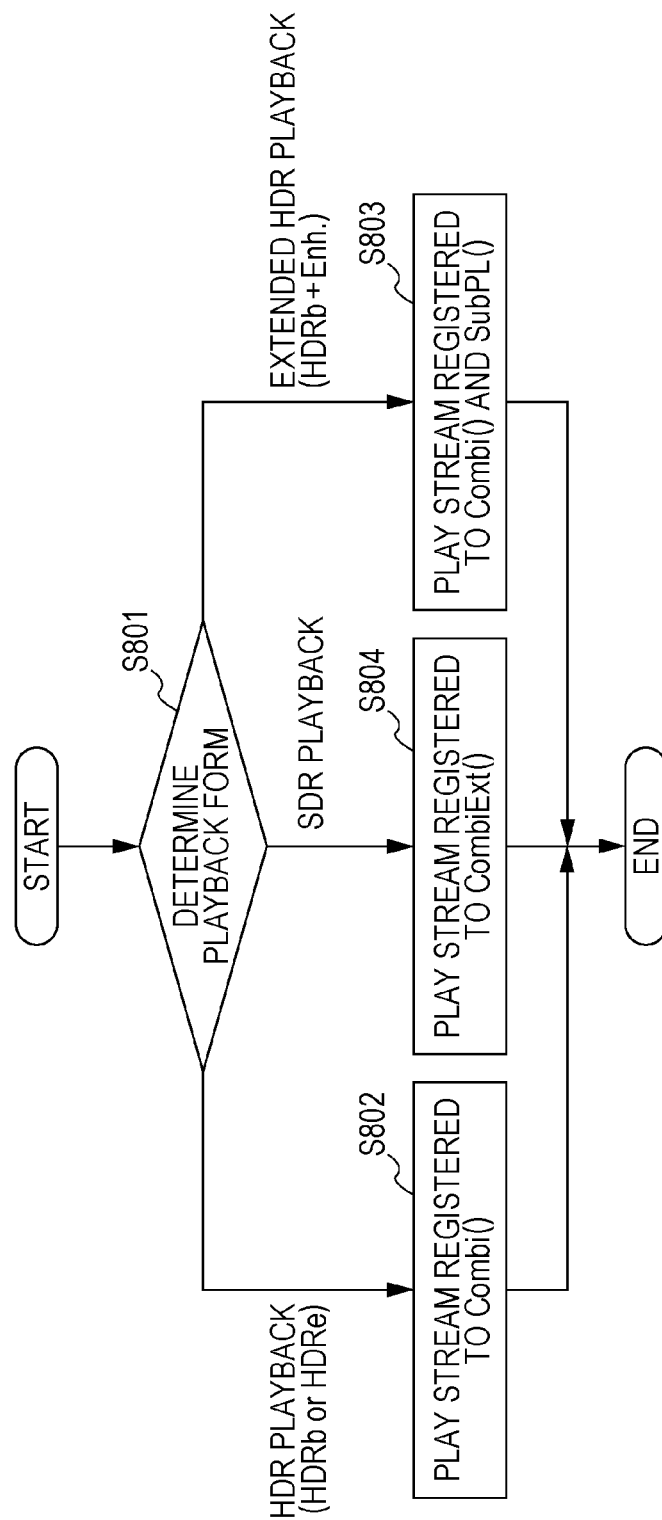 START
S801
DETERMINE
PLAYBACK FORM
HDR PLAYBACK
(HDRb or HDRe)
SDR PLAYBACK
EXTENDED HDR PLAYBACK
(HDRb + Enh.)
S802
PLAY STREAM REGISTERED
TO Combi()
S804
PLAY STREAM REGISTERED
TO CombiExt()
S803
PLAY STREAM REGISTERED
TO Combi() AND SubPL()
END